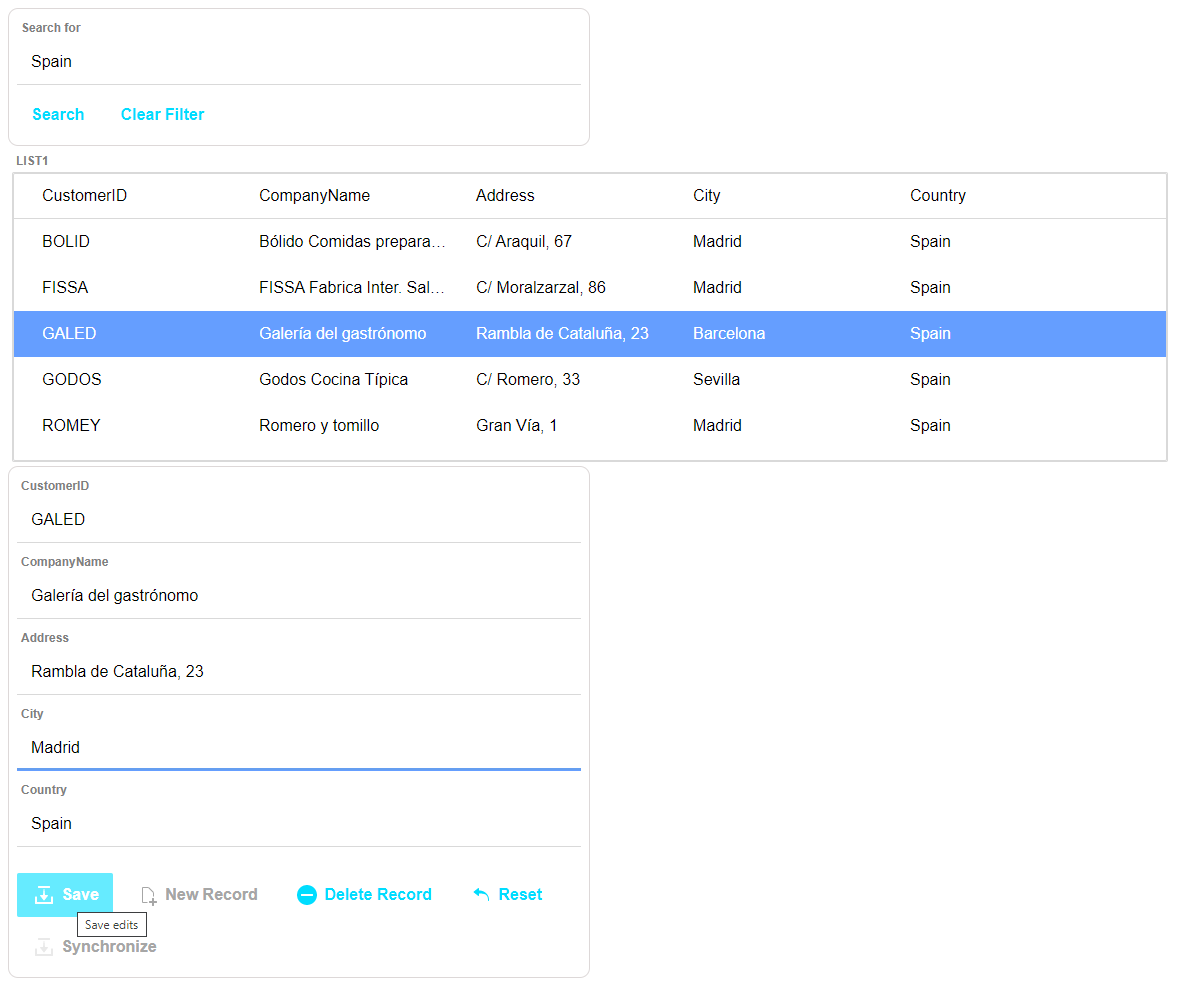 Search for
Spain
Search Clear Filter
LIST1
CustomerID CompanyName Address City Country
BOLID Bólido Comidas prepara... C/ Araquil, 67 Madrid Spain
FISSA FISSA Fabrica Inter. Sal... C/ Moralzarzal, 86 Madrid Spain
GALED Galería del gastrónomo Rambla de Cataluña, 23 Barcelona Spain
GODOS Godos Cocina Típica C/ Romero, 33 Sevilla Spain
ROMEY Romero y tomillo Gran Vía, 1 Madrid Spain
CustomerID
GALED
CompanyName
Galería del gastrónomo
Address
Rambla de Cataluña, 23
City
Madrid
Country
Spain
Save New Record Delete Record Reset
Save edits
Synchronize